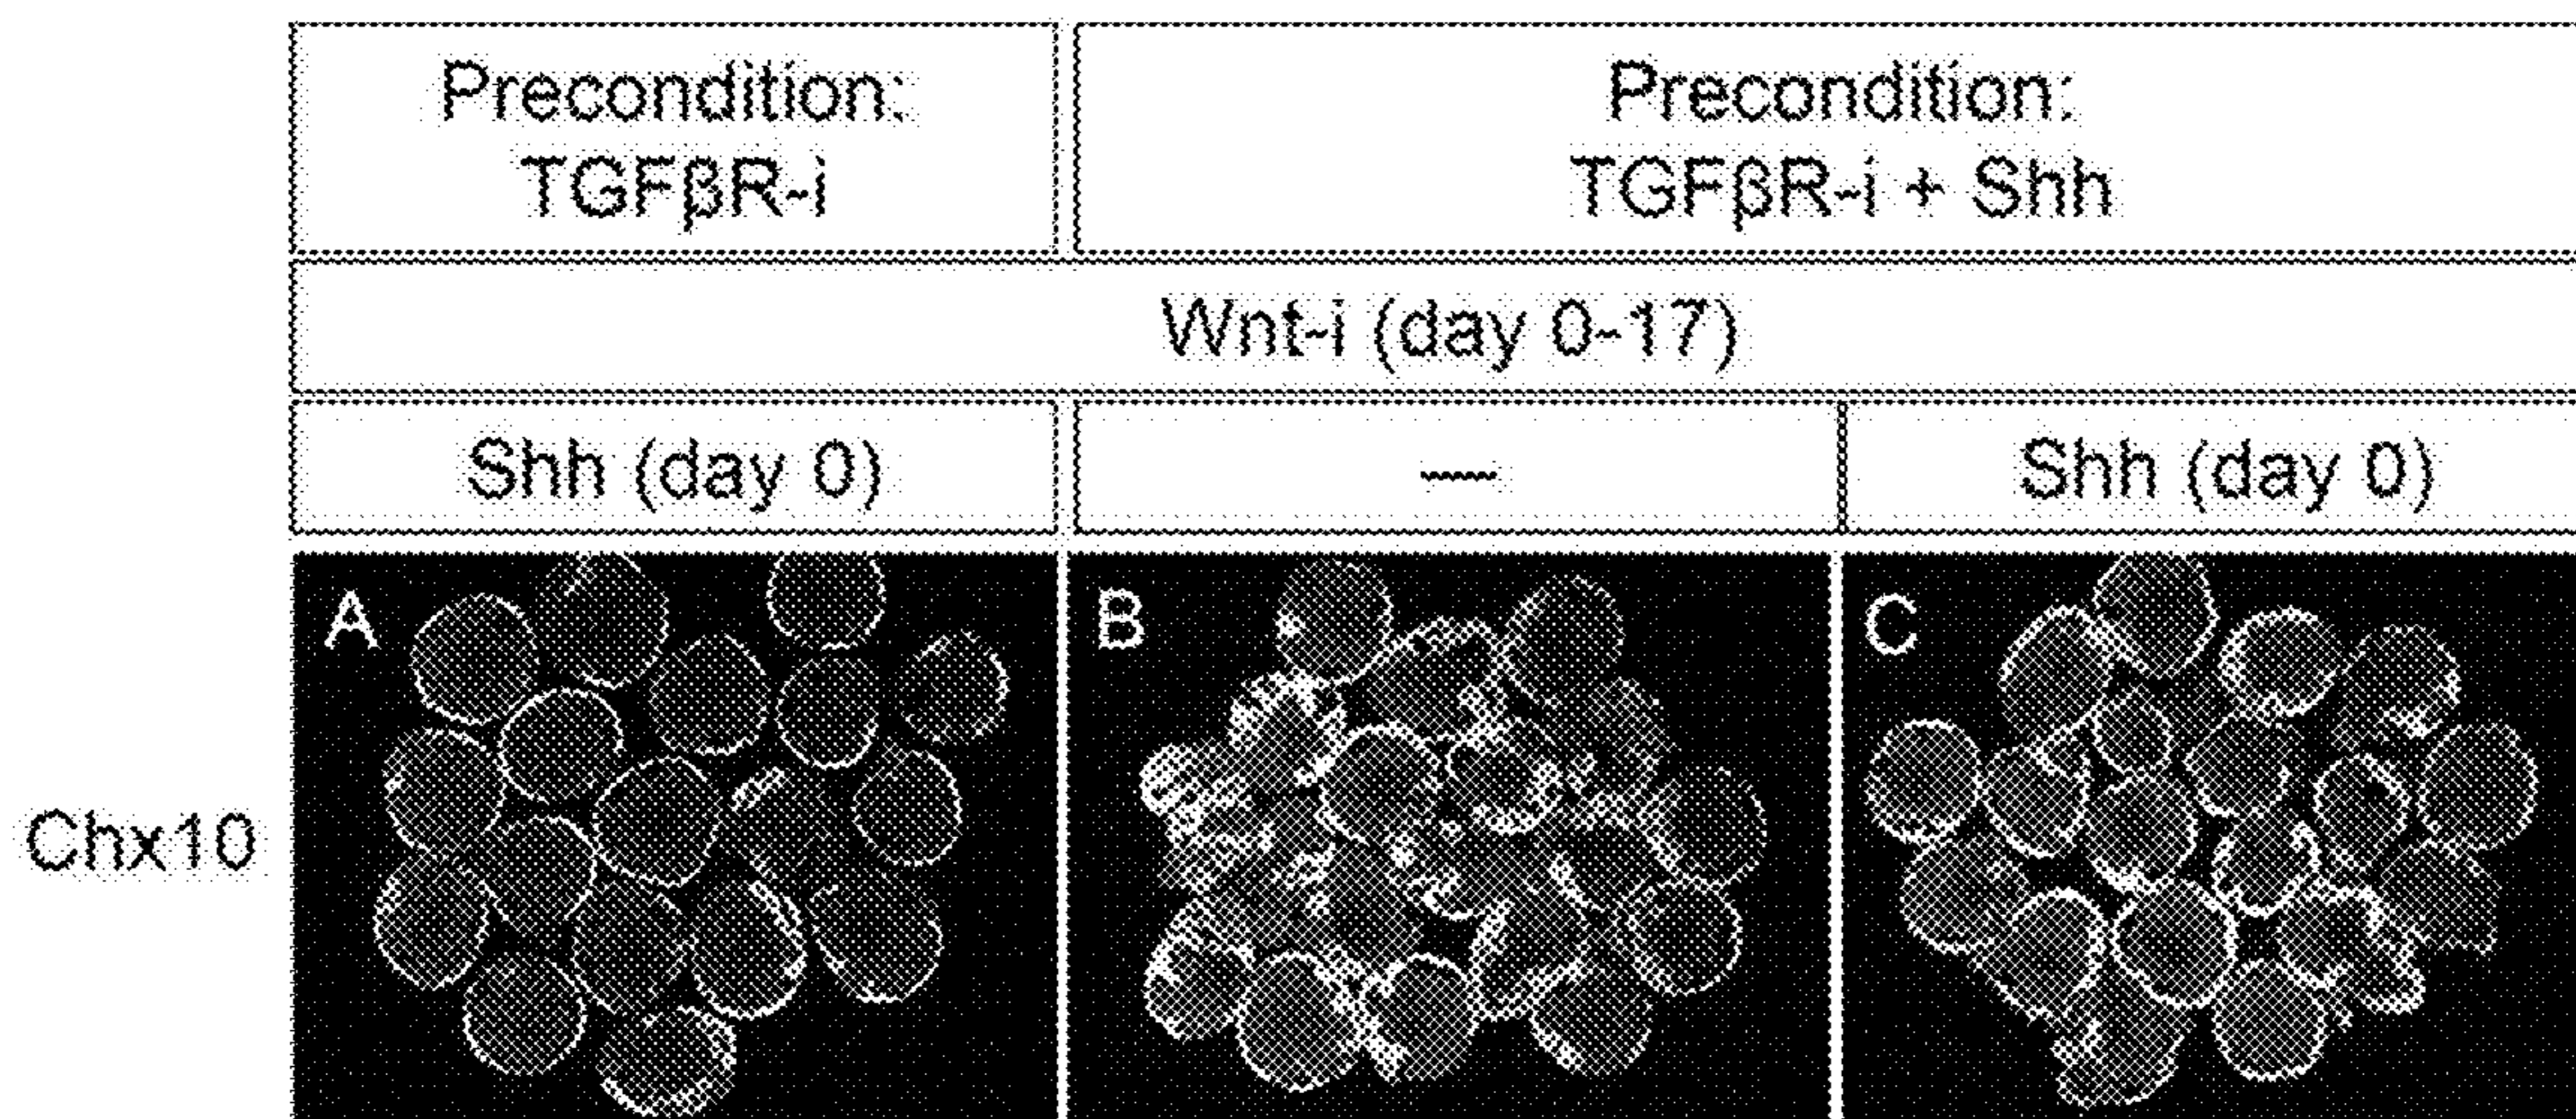 Precondition:
TGFβR-i
Precondition:
TGFβR-i + Shh
Wnt-i (day 0-17)
Shh (day 0)
—
Shh (day 0)
A
B
C
Chx10